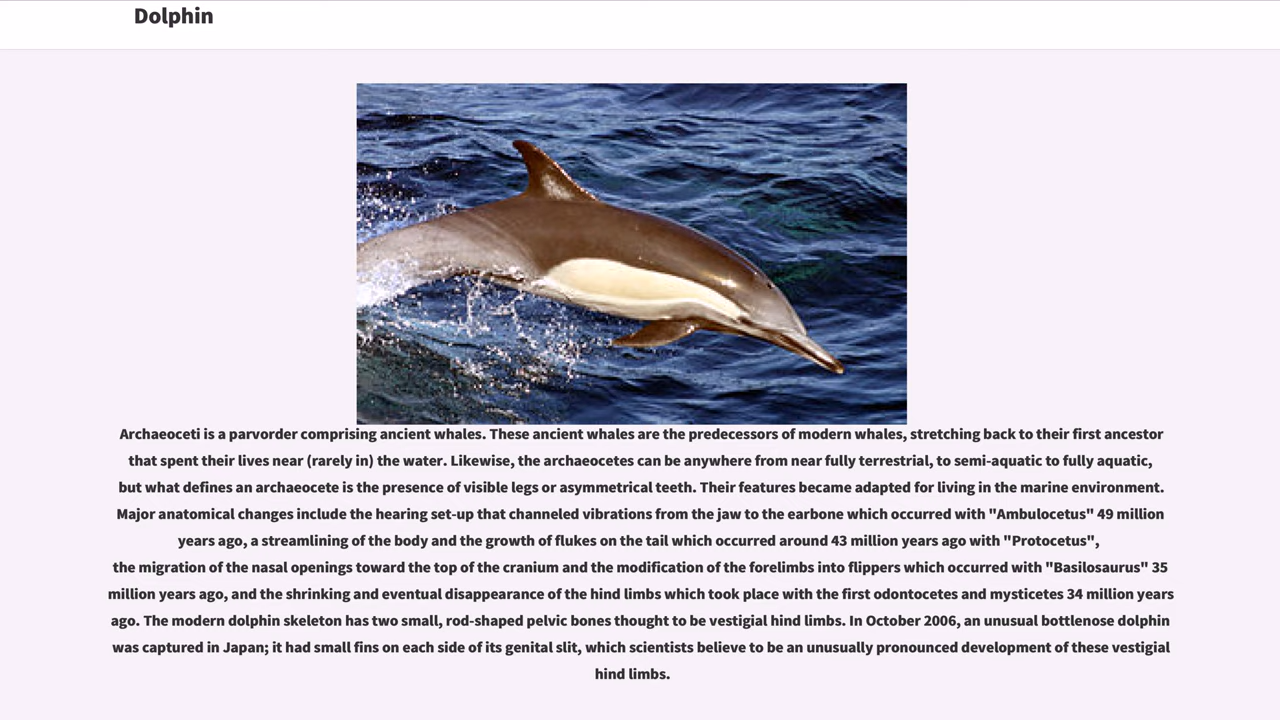 Dolphin
Archaeoceti is a parvorder comprising ancient whales. These ancient whales are the predecessors of modern whales, stretching back to their first ancestor
that spent their lives near (rarely in) the water. Likewise, the archaeocetes can be anywhere from near fully terrestrial, to semi-aquatic to fully aquatic,
but what defines an archaeocete is the presence of visible legs or asymmetrical teeth. Their features became adapted for living in the marine environment.
Major anatomical changes include the hearing set-up that channeled vibrations from the jaw to the earbone which occurred with "Ambulocetus" 49 million
years ago, a streamlining of the body and the growth of flukes on the tail which occurred around 43 million years ago with "Protocetus",
the migration of the nasal openings toward the top of the cranium and the modification of the forelimbs into flippers which occurred with "Basilosaurus" 35
million years ago, and the shrinking and eventual disappearance of the hind limbs which took place with the first odontocetes and mysticetes 34 million years
ago. The modern dolphin skeleton has two small, rod-shaped pelvic bones thought to be vestigial hind limbs. In October 2006, an unusual bottlenose dolphin
was captured in Japan; it had small fins on each side of its genital slit, which scientists believe to be an unusually pronounced development of these vestigial
hind limbs.